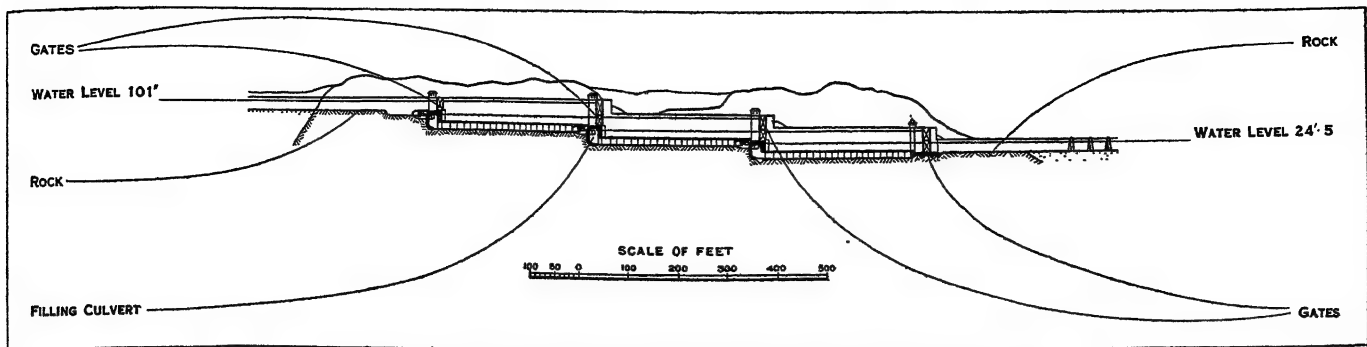 GATES
ROCK
WATER LEVEL 101"
WATER LEVEL 24'·5
ROCK
SCALE OF FEET
100 50 0 100 200 300 400 500
FILLING CULVERT
GATES